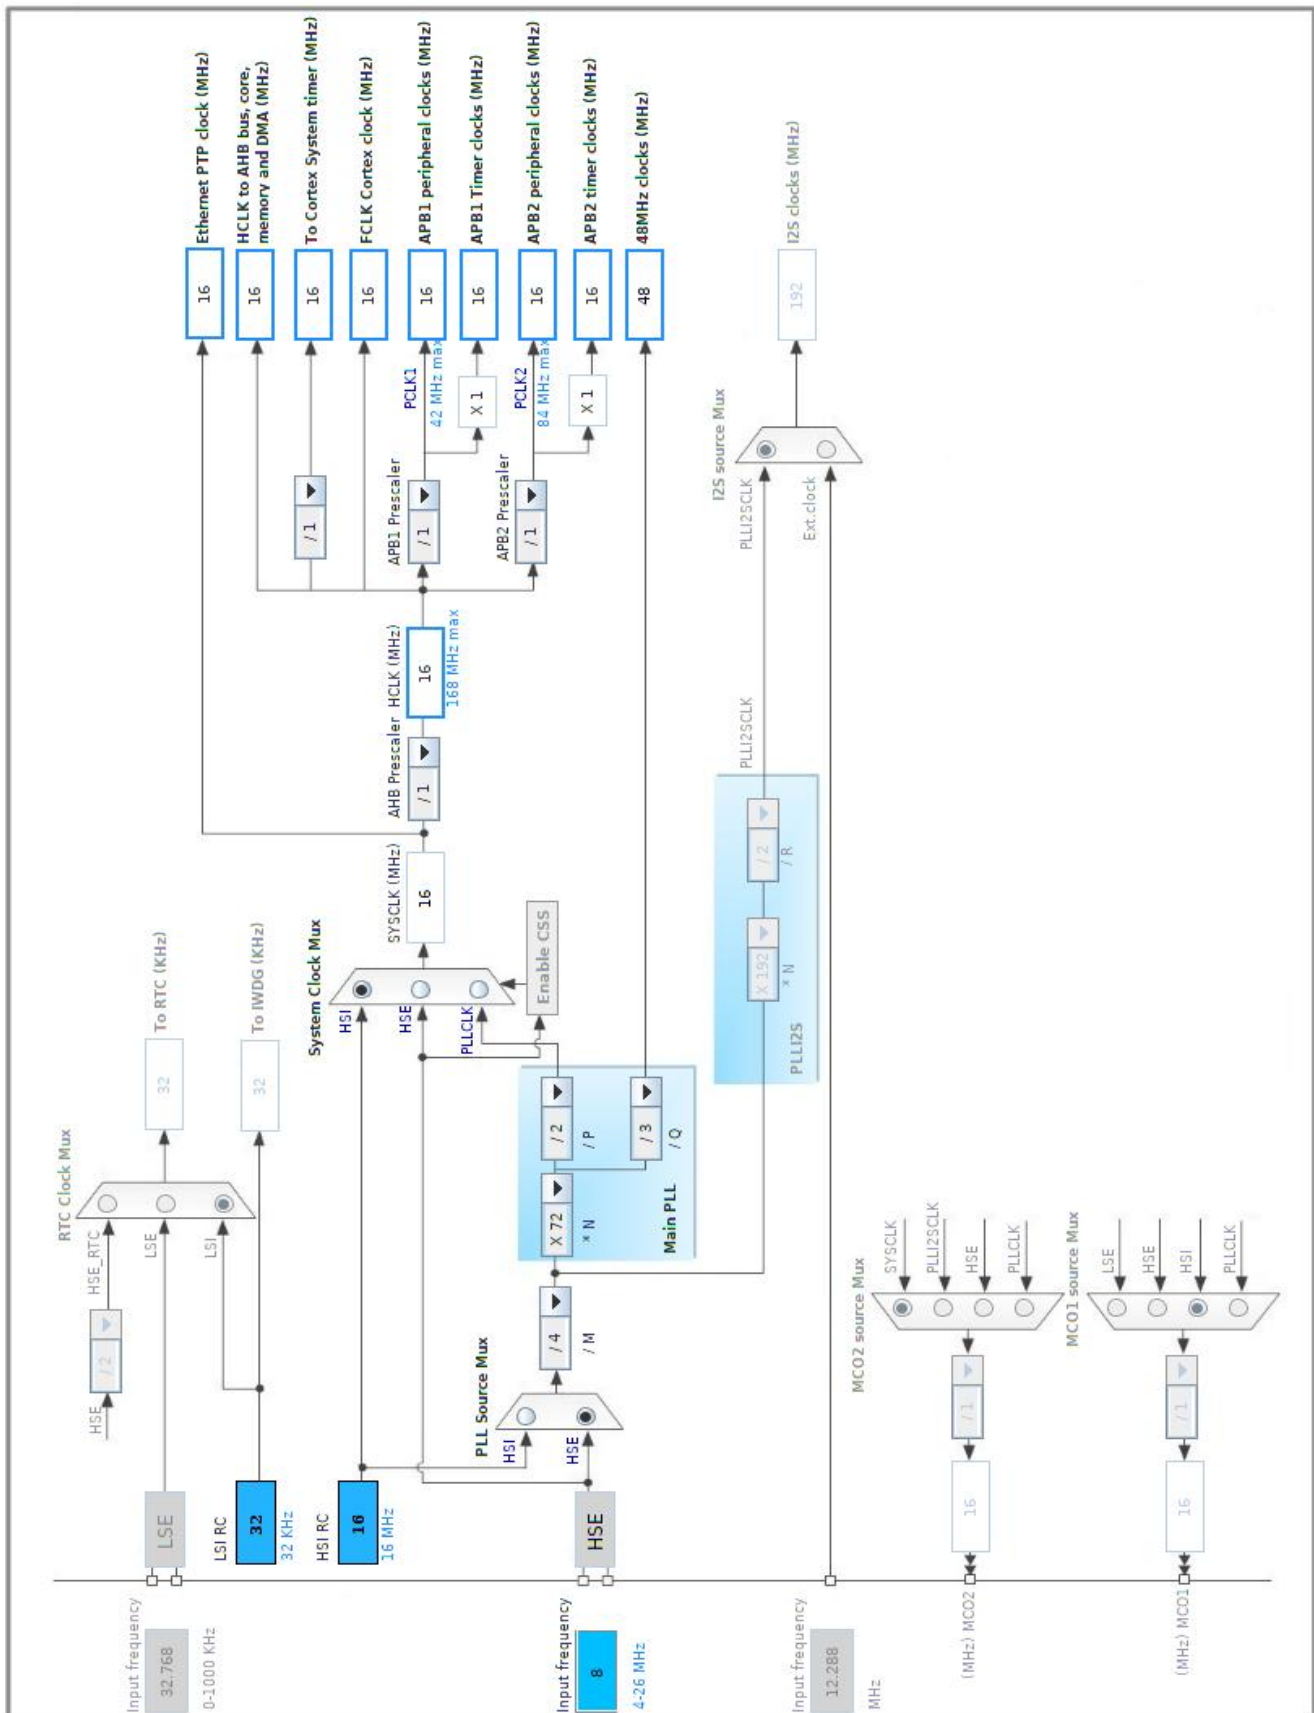 Input frequency
32.768
0-1000 KHz
LSE
LSI RC
32
32 KHz
HSI RC
16
16 MHz
Input frequency
8
4-26 MHz
HSE
Input frequency
12.288
MHz
HSE
/ 2
HSE_RTC
LSE
LSI
RTC Clock Mux
32
To RTC (KHz)
32
To IWDG (KHz)
PLL Source Mux
HSI
HSE
/ 4
/ M
X 72
* N
/ 2
/ P
/ 3
/ Q
Main PLL
System Clock Mux
HSI
HSE
PLLCLK
Enable CSS
SYSCLK (MHz)
16
AHB Prescaler
/ 1
HCLK (MHz)
16
168 MHz max
/ 1
APB1 Prescaler
/ 1
PCLK1
42 MHz max
X 1
APB2 Prescaler
/ 1
PCLK2
84 MHz max
X 1
16
Ethernet PTP clock (MHz)
16
HCLK to AHB bus, core,
memory and DMA (MHz)
16
To Cortex System timer (MHz)
16
FCLK Cortex clock (MHz)
16
APB1 peripheral clocks (MHz)
16
APB1 Timer clocks (MHz)
16
APB2 peripheral clocks (MHz)
16
APB2 timer clocks (MHz)
48
48MHz clocks (MHz)
X 192
* N
/ 2
/ R
PLLI2S
PLLI2SCLK
PLLI2SCLK
Ext.clock
I2S source Mux
192
I2S clocks (MHz)
MCO2 source Mux
SYSCLK
PLLI2SCLK
HSE
PLLCLK
/ 1
16
(MHz) MCO2
MCO1 source Mux
LSE
HSE
HSI
PLLCLK
/ 1
16
(MHz) MCO1